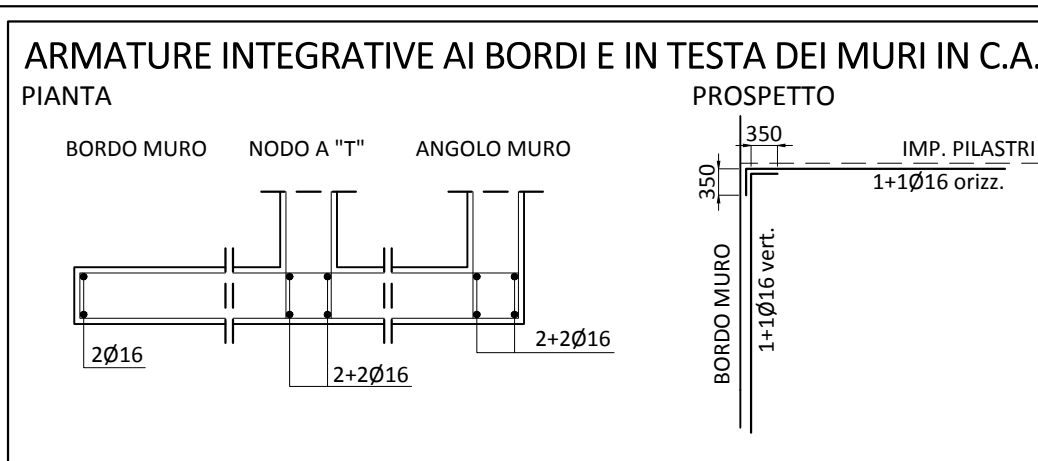 ARMATURE INTEGRATIVE AI BORDI E IN TESTA DEI MURI IN C.A.
PIANTA
PROSPETTO
BORDO MURO
NODO A "T"
ANGOLO MURO
2Ø16
2+2Ø16
2+2Ø16
350
350
IMP. PILASTRI
1+1Ø16 orizz.
BORDO MURO
1+1Ø16 vert.